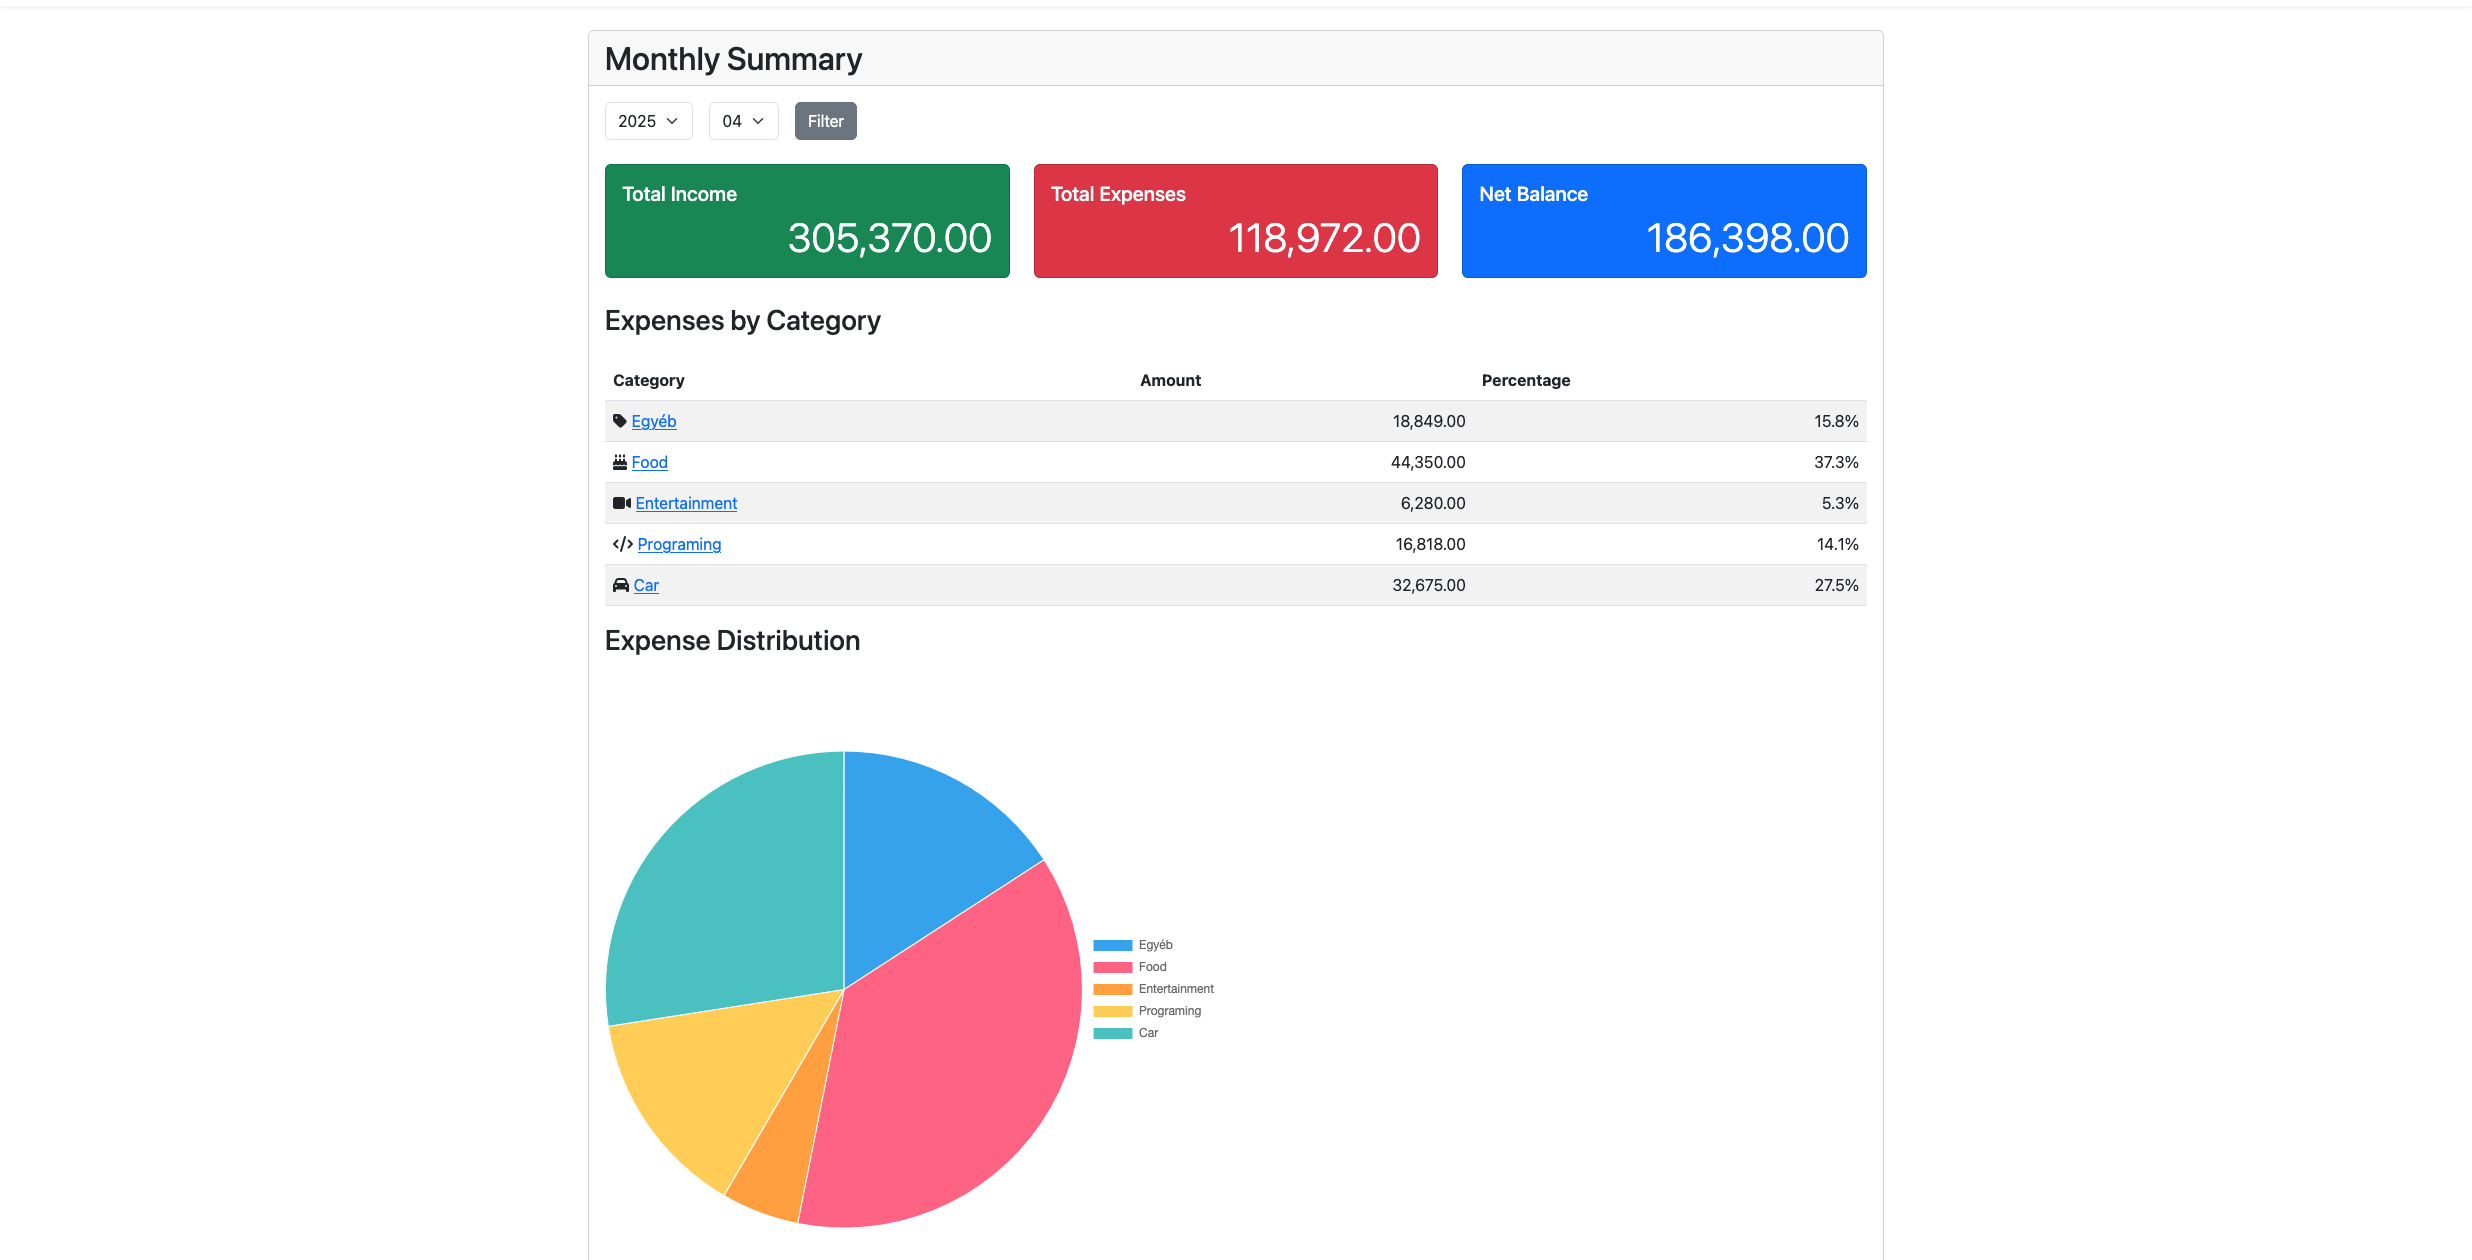 Monthly Summary
2025 04 Filter
Total Income
305,370.00
Total Expenses
118,972.00
Net Balance
186,398.00
Expenses by Category
Category Amount Percentage
Egyéb 18,849.00 15.8%
Food 44,350.00 37.3%
Entertainment 6,280.00 5.3%
Programing 16,818.00 14.1%
Car 32,675.00 27.5%
Expense Distribution
Egyéb
Food
Entertainment
Programing
Car